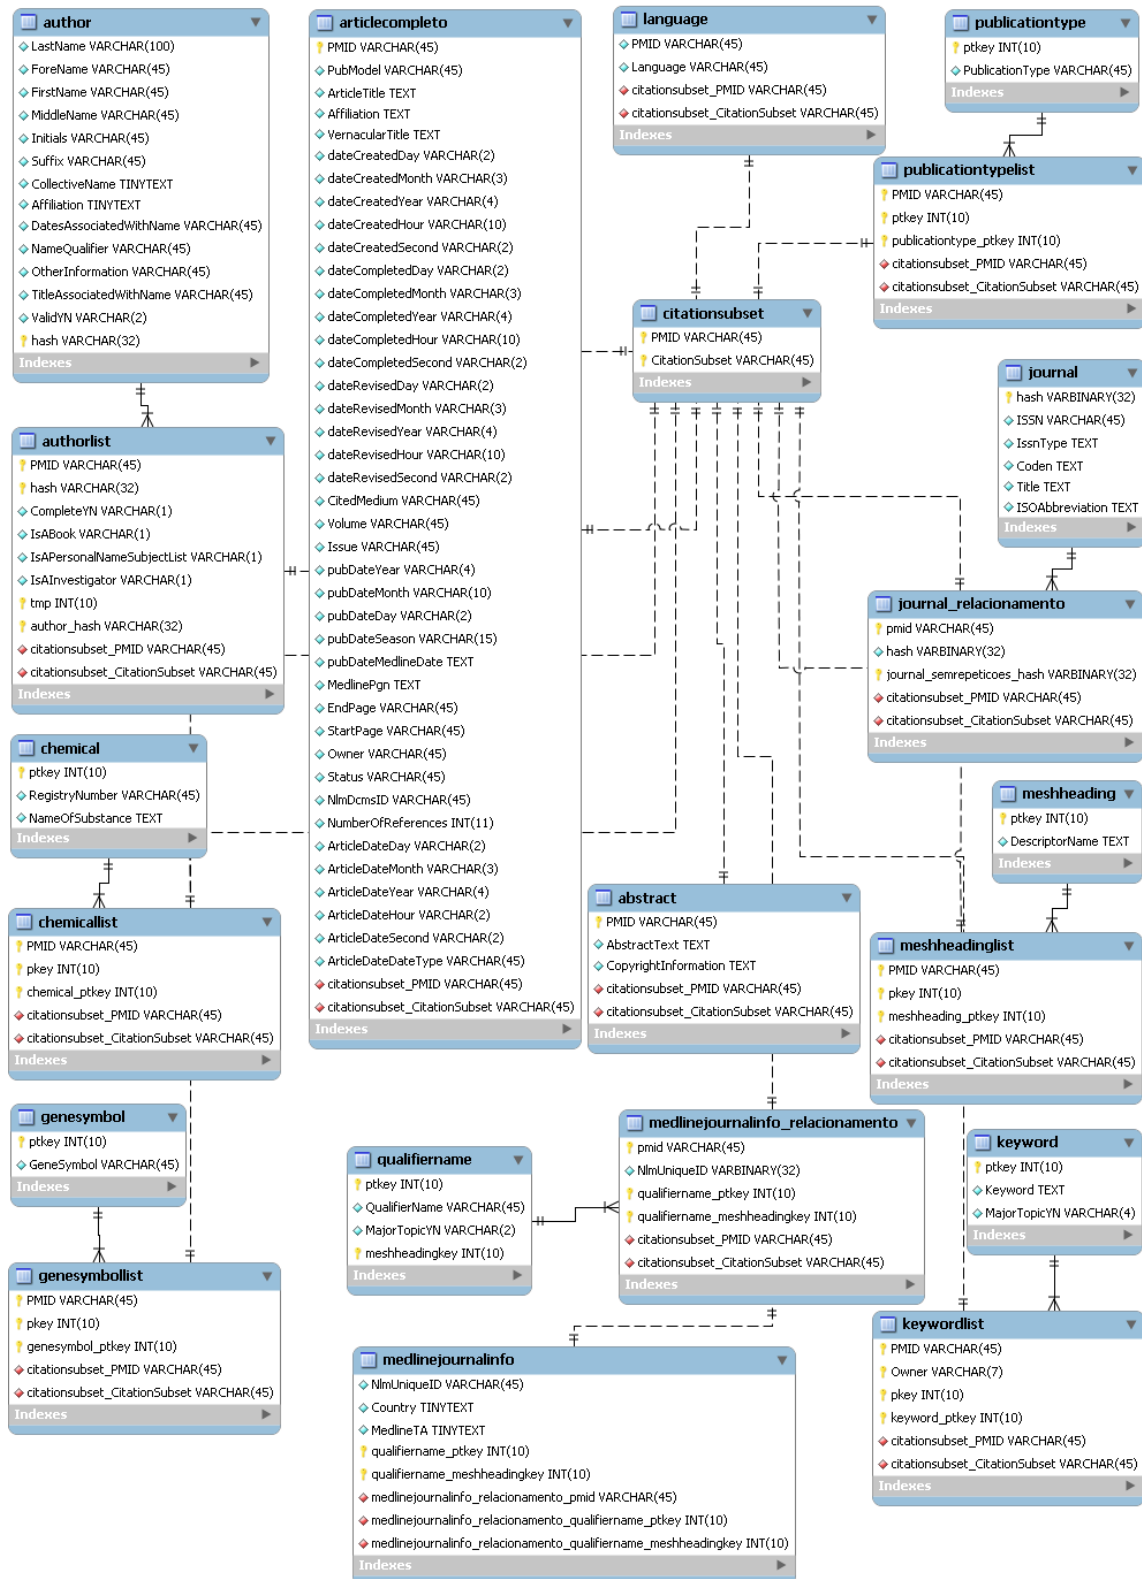 author
LastName VARCHAR(100)
ForeName VARCHAR(45)
FirstName VARCHAR(45)
MiddleName VARCHAR(45)
Initials VARCHAR(45)
Suffix VARCHAR(45)
CollectiveName TINYTEXT
Affiliation TINYTEXT
DatesAssociatedWithName VARCHAR(45)
NameQualifier VARCHAR(45)
OtherInformation VARCHAR(45)
TitleAssociatedWithName VARCHAR(45)
ValidYN VARCHAR(2)
hash VARCHAR(32)
Indexes
authorlist
PMID VARCHAR(45)
hash VARCHAR(32)
CompleteYN VARCHAR(1)
IsABook VARCHAR(1)
IsAPersonalNameSubjectList VARCHAR(1)
IsAInvestigator VARCHAR(1)
tmp INT(10)
author_hash VARCHAR(32)
citationsubset_PMID VARCHAR(45)
citationsubset_CitationSubset VARCHAR(45)
Indexes
chemical
ptkey INT(10)
RegistryNumber VARCHAR(45)
NameOfSubstance TEXT
Indexes
chemicallist
PMID VARCHAR(45)
pkey INT(10)
chemical_ptkey INT(10)
citationsubset_PMID VARCHAR(45)
citationsubset_CitationSubset VARCHAR(45)
Indexes
genesymbol
ptkey INT(10)
GeneSymbol VARCHAR(45)
Indexes
genesymbollist
PMID VARCHAR(45)
pkey INT(10)
genesymbol_ptkey INT(10)
citationsubset_PMID VARCHAR(45)
citationsubset_CitationSubset VARCHAR(45)
Indexes
articlecompleto
PMID VARCHAR(45)
PubModel VARCHAR(45)
ArticleTitle TEXT
Affiliation TEXT
VernacularTitle TEXT
dateCreatedDay VARCHAR(2)
dateCreatedMonth VARCHAR(3)
dateCreatedYear VARCHAR(4)
dateCreatedHour VARCHAR(10)
dateCreatedSecond VARCHAR(2)
dateCompletedDay VARCHAR(2)
dateCompletedMonth VARCHAR(3)
dateCompletedYear VARCHAR(4)
dateCompletedHour VARCHAR(10)
dateCompletedSecond VARCHAR(2)
dateRevisedDay VARCHAR(2)
dateRevisedMonth VARCHAR(3)
dateRevisedYear VARCHAR(4)
dateRevisedHour VARCHAR(10)
dateRevisedSecond VARCHAR(2)
CitedMedium VARCHAR(45)
Volume VARCHAR(45)
Issue VARCHAR(45)
pubDateYear VARCHAR(4)
pubDateMonth VARCHAR(10)
pubDateDay VARCHAR(2)
pubDateSeason VARCHAR(15)
pubDateMedlineDate TEXT
MedlinePgn TEXT
EndPage VARCHAR(45)
StartPage VARCHAR(45)
Owner VARCHAR(45)
Status VARCHAR(45)
NlmDcmsID VARCHAR(45)
NumberOfReferences INT(11)
ArticleDateDay VARCHAR(2)
ArticleDateMonth VARCHAR(3)
ArticleDateYear VARCHAR(4)
ArticleDateHour VARCHAR(2)
ArticleDateSecond VARCHAR(2)
ArticleDateDateType VARCHAR(45)
citationsubset_PMID VARCHAR(45)
citationsubset_CitationSubset VARCHAR(45)
Indexes
language
PMID VARCHAR(45)
Language VARCHAR(45)
citationsubset_PMID VARCHAR(45)
citationsubset_CitationSubset VARCHAR(45)
Indexes
citationsubset
PMID VARCHAR(45)
CitationSubset VARCHAR(45)
Indexes
abstract
PMID VARCHAR(45)
AbstractText TEXT
CopyrightInformation TEXT
citationsubset_PMID VARCHAR(45)
citationsubset_CitationSubset VARCHAR(45)
Indexes
qualifiername
ptkey INT(10)
QualifierName VARCHAR(45)
MajorTopicYN VARCHAR(2)
meshheadingkey INT(10)
Indexes
medlinejournalinfo_relacionamento
pmid VARCHAR(45)
NlmUniqueID VARBINARY(32)
qualifiername_ptkey INT(10)
qualifiername_meshheadingkey INT(10)
citationsubset_PMID VARCHAR(45)
citationsubset_CitationSubset VARCHAR(45)
Indexes
medlinejournalinfo
NlmUniqueID VARCHAR(45)
Country TINYTEXT
MedlineTA TINYTEXT
qualifiername_ptkey INT(10)
qualifiername_meshheadingkey INT(10)
medlinejournalinfo_relacionamento_pmid VARCHAR(45)
medlinejournalinfo_relacionamento_qualifiername_ptkey INT(10)
medlinejournalinfo_relacionamento_qualifiername_meshheadingkey INT(10)
Indexes
publicationtype
ptkey INT(10)
PublicationType VARCHAR(45)
Indexes
publicationtypelist
PMID VARCHAR(45)
ptkey INT(10)
publicationtype_ptkey INT(10)
citationsubset_PMID VARCHAR(45)
citationsubset_CitationSubset VARCHAR(45)
Indexes
journal
hash VARBINARY(32)
ISSN VARCHAR(45)
IssnType TEXT
Coden TEXT
Title TEXT
ISOAbbreviation TEXT
Indexes
journal_relacionamento
pmid VARCHAR(45)
hash VARBINARY(32)
journal_semrepeticoes_hash VARBINARY(32)
citationsubset_PMID VARCHAR(45)
citationsubset_CitationSubset VARCHAR(45)
Indexes
meshheading
ptkey INT(10)
DescriptorName TEXT
Indexes
meshheadinglist
PMID VARCHAR(45)
pkey INT(10)
meshheading_ptkey INT(10)
citationsubset_PMID VARCHAR(45)
citationsubset_CitationSubset VARCHAR(45)
Indexes
keyword
ptkey INT(10)
Keyword TEXT
MajorTopicYN VARCHAR(4)
Indexes
keywordlist
PMID VARCHAR(45)
Owner VARCHAR(7)
pkey INT(10)
keyword_ptkey INT(10)
citationsubset_PMID VARCHAR(45)
citationsubset_CitationSubset VARCHAR(45)
Indexes